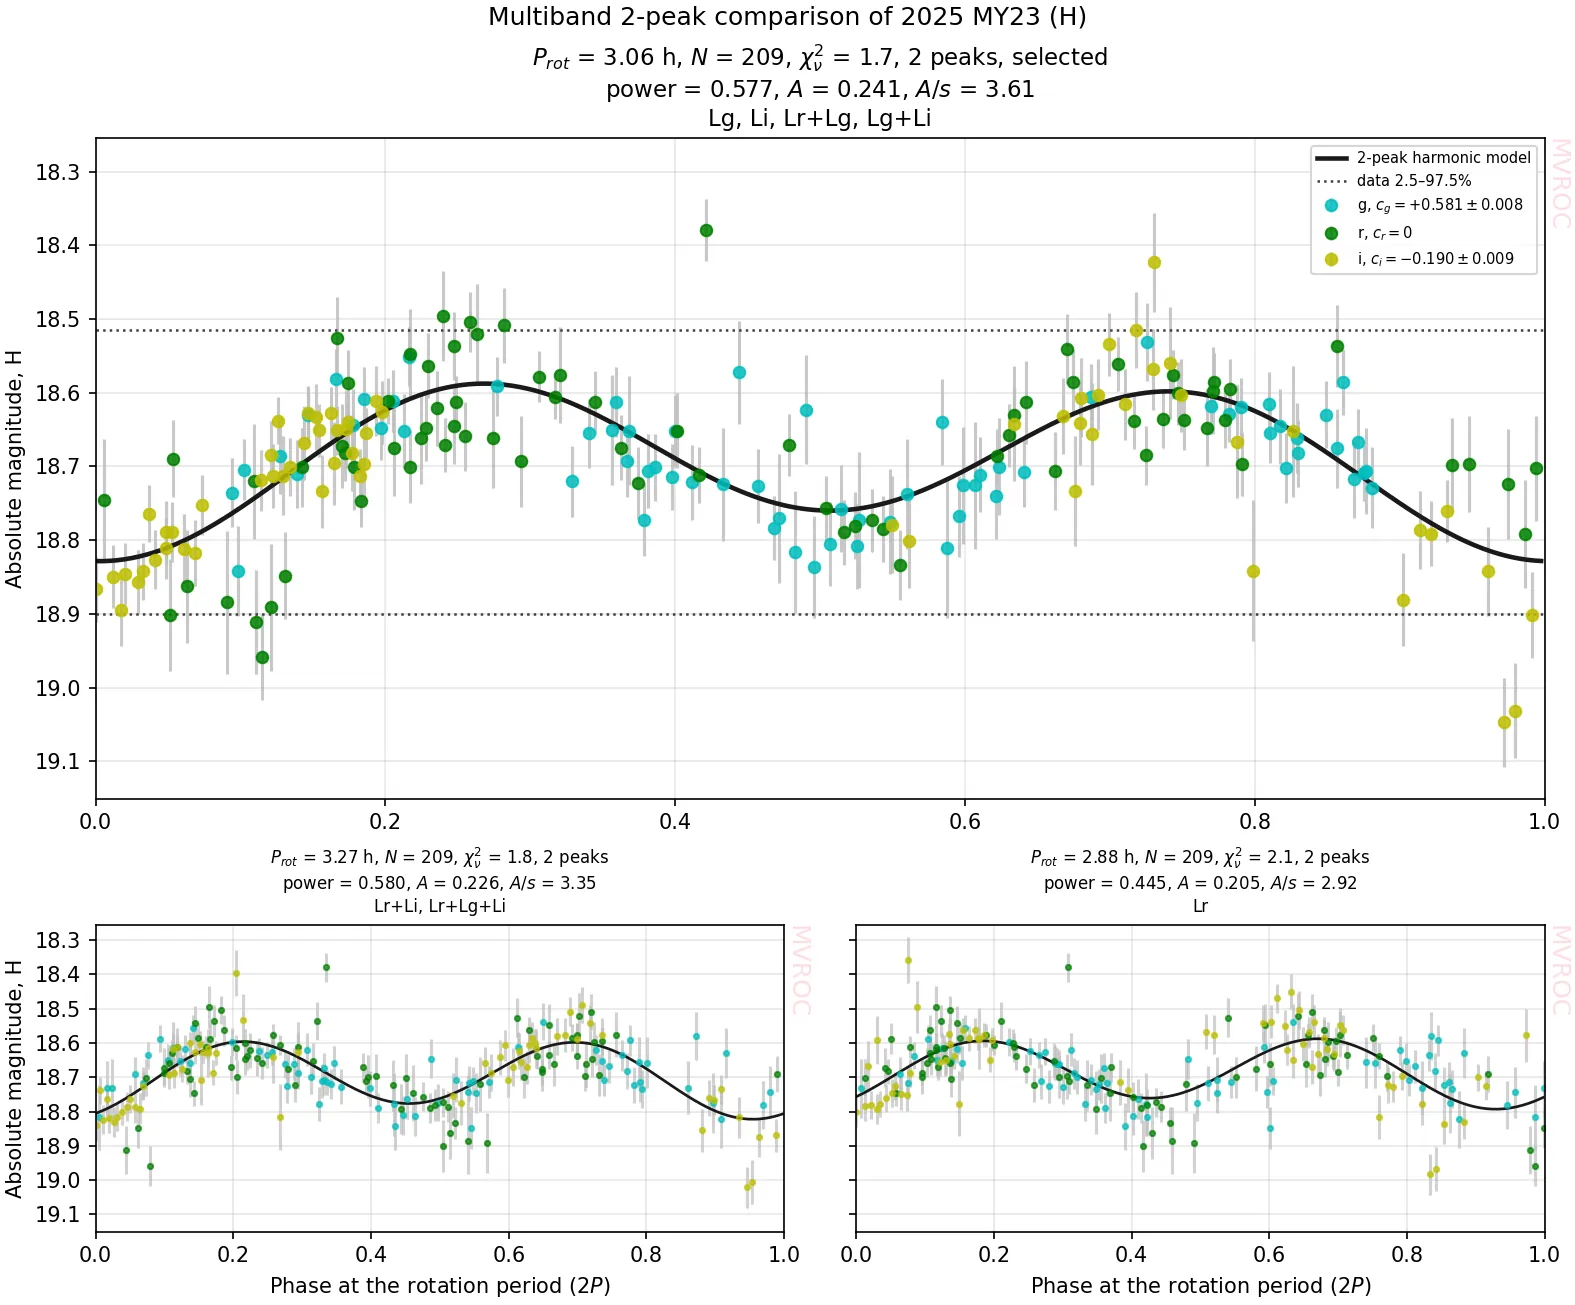 Multiband 2-peak comparison of 2025 MY23 (H)
P_rot = 3.06 h, N = 209, χ²_ν = 1.7, 2 peaks, selected
power = 0.577, A = 0.241, A/s = 3.61
Lg, Li, Lr+Lg, Lg+Li
Absolute magnitude, H
18.3
18.4
18.5
18.6
18.7
18.8
18.9
19.0
19.1
2-peak harmonic model
data 2.5–97.5%
g, c_g = +0.581 ± 0.008
r, c_r = 0
i, c_i = −0.190 ± 0.009
MVROC
0.0 0.2 0.4 0.6 0.8 1.0
P_rot = 3.27 h, N = 209, χ²_ν = 1.8, 2 peaks
power = 0.580, A = 0.226, A/s = 3.35
Lr+Li, Lr+Lg+Li
Absolute magnitude, H
18.3
18.4
18.5
18.6
18.7
18.8
18.9
19.0
19.1
MVROC
0.0 0.2 0.4 0.6 0.8 1.0
Phase at the rotation period (2P)
P_rot = 2.88 h, N = 209, χ²_ν = 2.1, 2 peaks
power = 0.445, A = 0.205, A/s = 2.92
Lr
MVROC
0.0 0.2 0.4 0.6 0.8 1.0
Phase at the rotation period (2P)